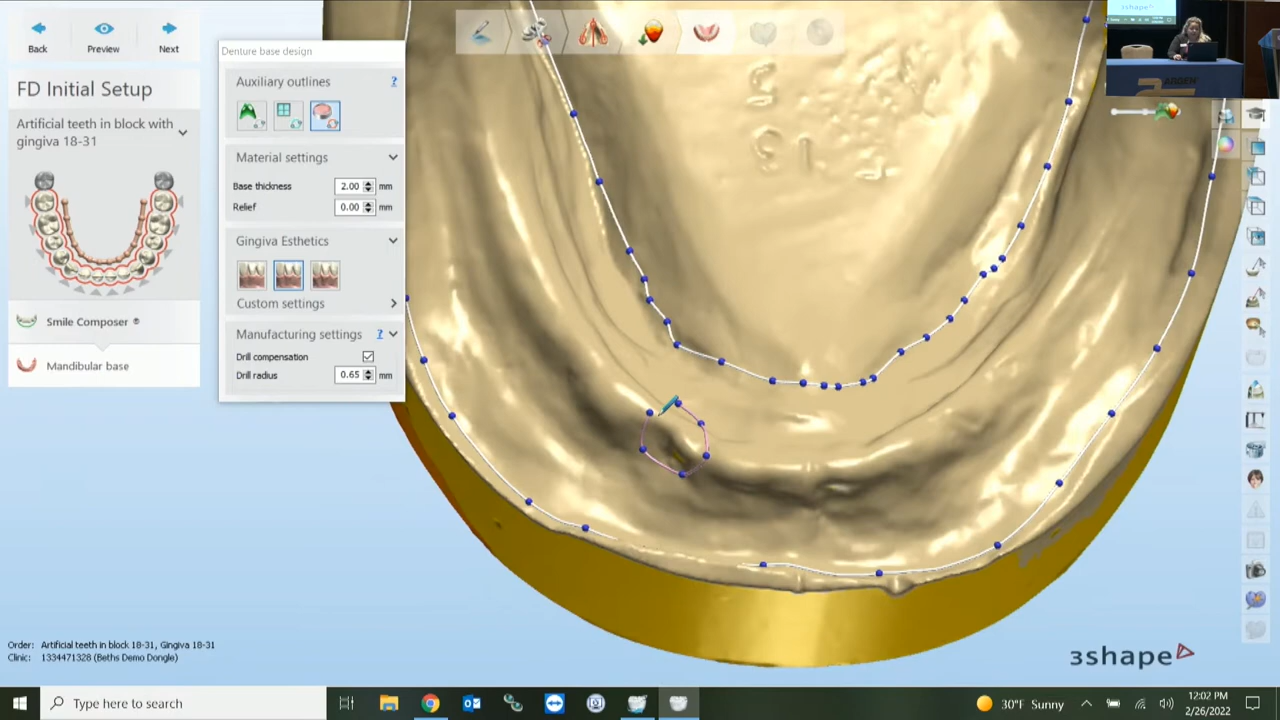 Back
Preview
Next
FD Initial Setup
Artificial teeth in block with
gingiva 18-31
Smile Composer ®
Mandibular base
Denture base design
Auxiliary outlines
?
Material settings
Base thickness 2.00 mm
Relief 0.00 mm
Gingiva Esthetics
Custom settings
Manufacturing settings ?
Drill compensation
Drill radius 0.65 mm
3shape
Order: Artificial teeth in block 18-31, Gingiva 18-31
Clinic: 1334471328 (Beths Demo Dongle)
3shape
Type here to search
30°F Sunny
12:02 PM
2/26/2022